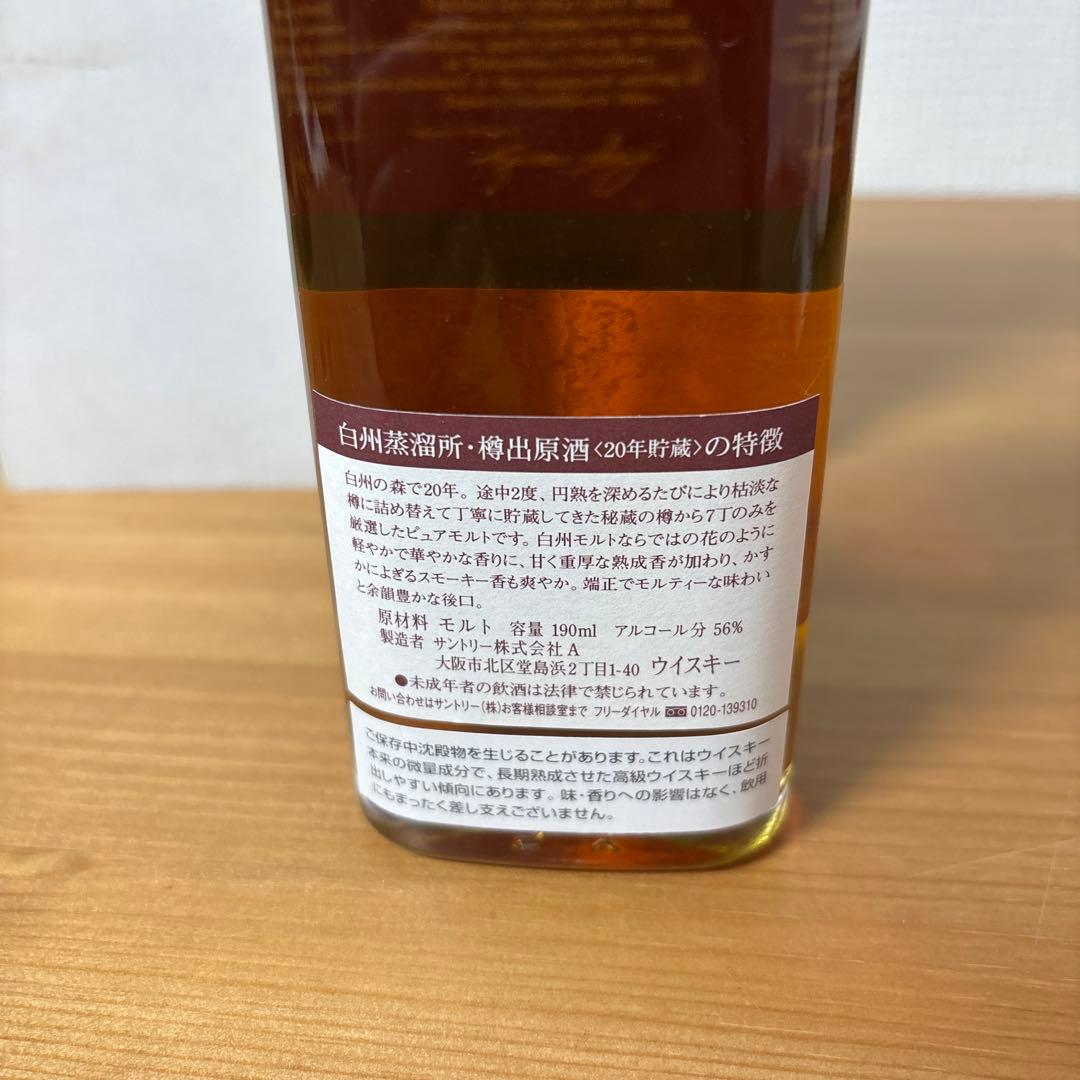 白州蒸溜所・樽出原酒〈20年貯蔵〉の特徴
白州の森で20年。途中2度、円熟を深めるたびにより枯淡な
樽に詰め替えて丁寧に貯蔵してきた秘蔵の樽から7丁のみを
厳選したピュアモルトです。白州モルトならではの花のように
軽やかで華やかな香りに、甘く重厚な熟成香が加わり、かす
かによぎるスモーキー香も爽やか。端正でモルティーな味わい
と余韻豊かな後口。
原材料 モルト 容量 190ml アルコール分 56%
製造者 サントリー株式会社 A
大阪市北区堂島浜2丁目1-40 ウイスキー
●未成年者の飲酒は法律で禁じられています。
お問い合わせはサントリー(株)お客様相談室まで フリーダイヤル 0120-139310
ご保存中沈殿物を生じることがあります。これはウイスキー
本来の微量成分で、長期熟成させた高級ウイスキーほど折
出しやすい傾向にあります。味・香りへの影響はなく、飲用
にもまったく差し支えございません。